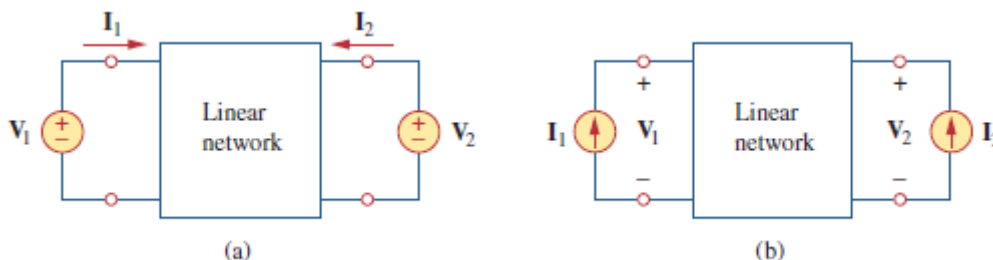 I₁ I₂
V₁ + − Linear network + − V₂
(a)
I₁ + V₁ − Linear network + V₂ −
(b)